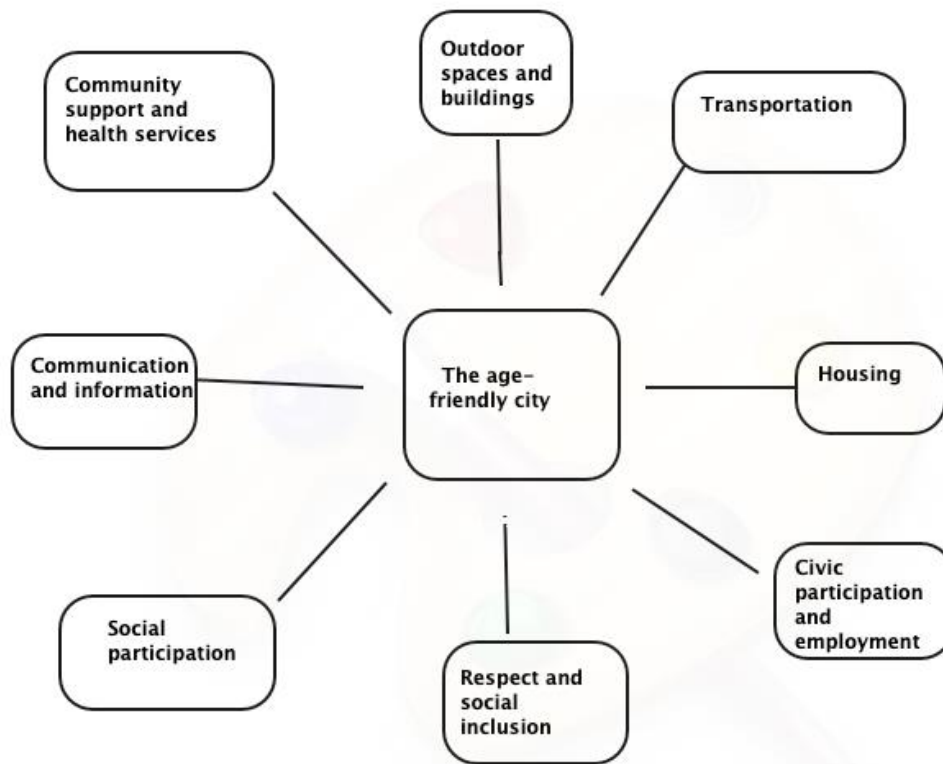 Outdoor
spaces and
buildings
Community
support and
health services
Transportation
Communication
and information
The age-
friendly city
Housing
Civic
participation
and
employment
Social
participation
Respect and
social
inclusion